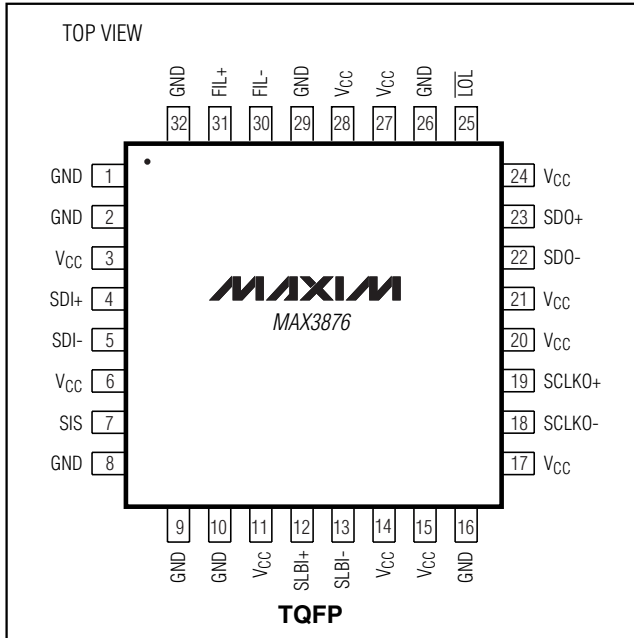 TOP VIEW
GND FIL+ FIL- GND VCC VCC GND L̅O̅L̅
32 31 30 29 28 27 26 25
GND 1
GND 2
VCC 3
SDI+ 4
SDI- 5
VCC 6
SIS 7
GND 8
MAXIM
MAX3876
24 VCC
23 SDO+
22 SDO-
21 VCC
20 VCC
19 SCLKO+
18 SCLKO-
17 VCC
9 10 11 12 13 14 15 16
GND GND VCC SLBI+ SLBI- VCC VCC GND
TQFP